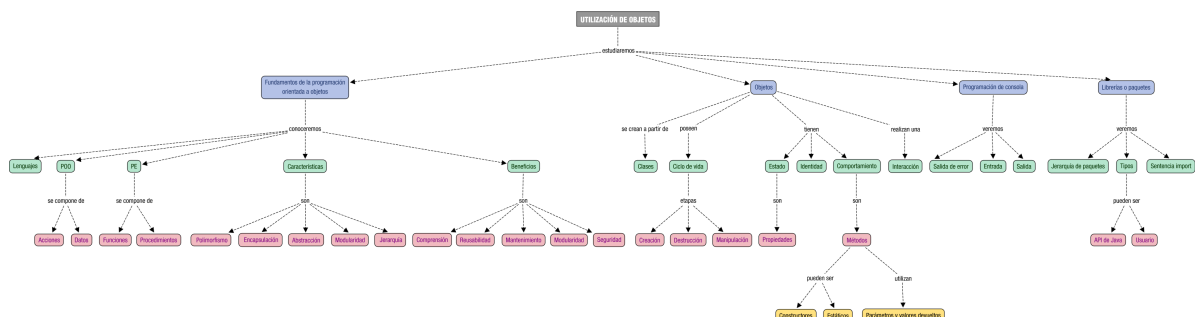 UTILIZACIÓN DE OBJETOS
estudiaremos
Fundamentos de la programación
orientada a objetos
Objetos
Programación de consola
Librerías o paquetes
conoceremos
se crean a partir de
poseen
tienen
realizan una
veremos
veremos
Lenguajes
POO
PE
Características
Beneficios
Clases
Ciclo de vida
Estado
Identidad
Comportamiento
Interacción
Salida de error
Entrada
Salida
Jerarquía de paquetes
Tipos
Sentencia import
se compone de
se compone de
son
son
etapas
son
son
pueden ser
Acciones
Datos
Funciones
Procedimientos
Polimorfismo
Encapsulación
Abstracción
Modularidad
Jerarquía
Comprensión
Reusabilidad
Mantenimiento
Modularidad
Seguridad
Creación
Destrucción
Manipulación
Propiedades
Métodos
API de Java
Usuario
pueden ser
utilizan
Constructores
Estáticos
Parámetros y valores devueltos